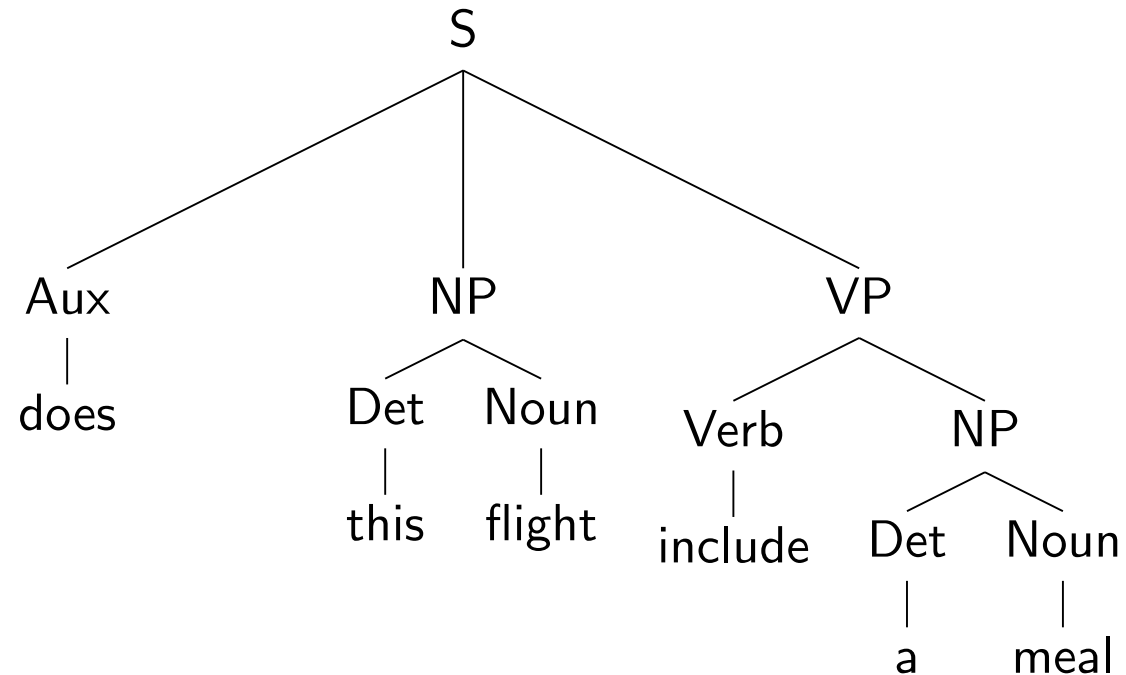 S
Aux NP VP
does Det Noun Verb NP
this flight include Det Noun
a meal